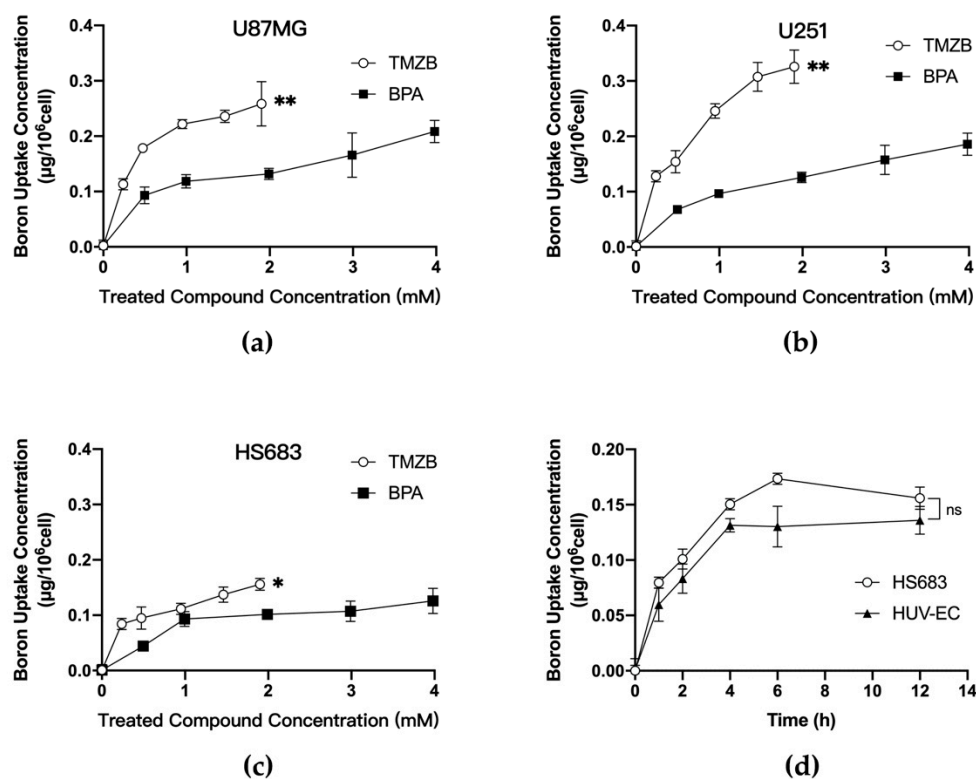 U87MG
TMZB
BPA
**
0.4
0.3
0.2
0.1
0.0
0 1 2 3 4
Boron Uptake Concentration
(μg/10⁶cell)
Treated Compound Concentration (mM)
(a)
U251
TMZB
BPA
**
0.4
0.3
0.2
0.1
0.0
0 1 2 3 4
Boron Uptake Concentration
(μg/10⁶cell)
Treated Compound Concentration (mM)
(b)
HS683
TMZB
BPA
*
0.4
0.3
0.2
0.1
0.0
0 1 2 3 4
Boron Uptake Concentration
(μg/10⁶cell)
Treated Compound Concentration (mM)
(c)
0.20
0.15
0.10
0.05
0.00
ns
HS683
HUV-EC
0 2 4 6 8 10 12 14
Boron Uptake Concentration
(μg/10⁶cell)
Time (h)
(d)